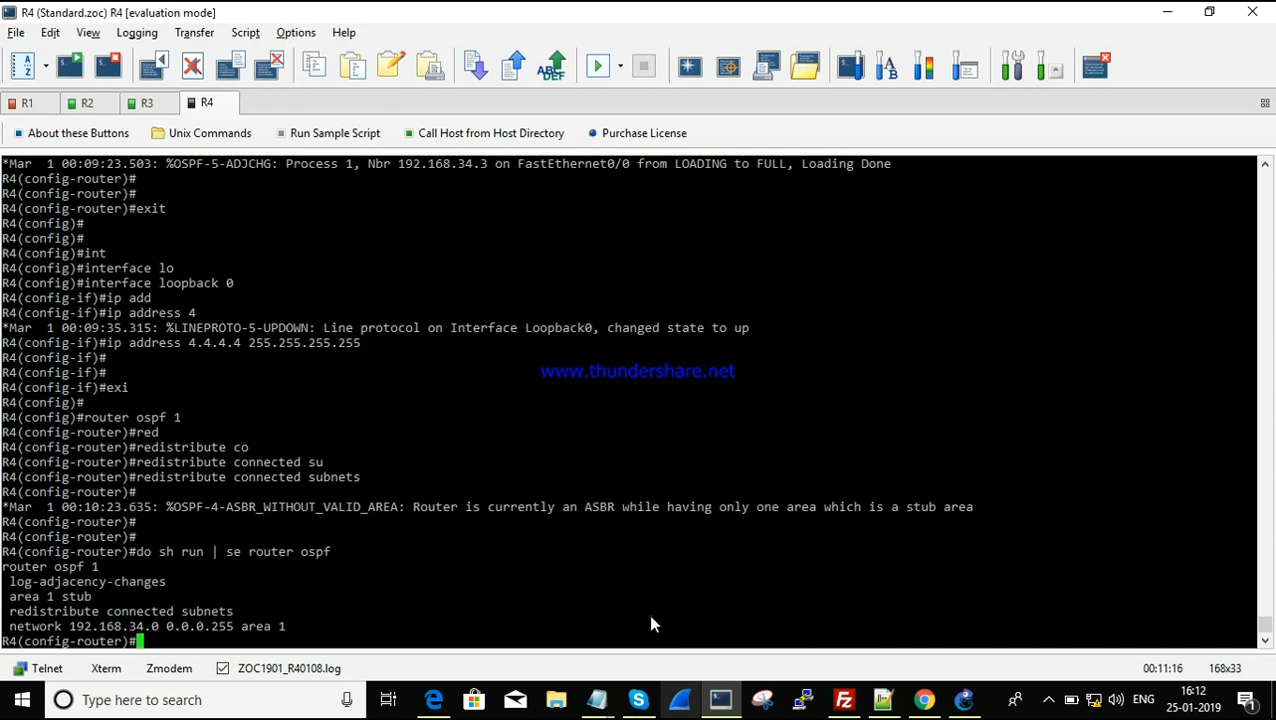 R4 (Standard.zoc) R4 [evaluation mode]
File Edit View Logging Transfer Script Options Help
R1 R2 R3 R4
About these Buttons Unix Commands Run Sample Script Call Host from Host Directory Purchase License
*Mar  1 00:09:23.503: %OSPF-5-ADJCHG: Process 1, Nbr 192.168.34.3 on FastEthernet0/0 from LOADING to FULL, Loading Done
R4(config-router)#
R4(config-router)#
R4(config-router)#exit
R4(config)#
R4(config)#
R4(config)#int
R4(config)#interface lo
R4(config)#interface loopback 0
R4(config-if)#ip add
R4(config-if)#ip address 4
*Mar  1 00:09:35.315: %LINEPROTO-5-UPDOWN: Line protocol on Interface Loopback0, changed state to up
R4(config-if)#ip address 4.4.4.4 255.255.255.255
R4(config-if)#
www.thundershare.net
R4(config-if)#
R4(config-if)#exi
R4(config)#
R4(config)#router ospf 1
R4(config-router)#red
R4(config-router)#redistribute co
R4(config-router)#redistribute connected su
R4(config-router)#redistribute connected subnets
R4(config-router)#
*Mar  1 00:10:23.635: %OSPF-4-ASBR_WITHOUT_VALID_AREA: Router is currently an ASBR while having only one area which is a stub area
R4(config-router)#
R4(config-router)#
R4(config-router)#do sh run | se router ospf
router ospf 1
 log-adjacency-changes
 area 1 stub
 redistribute connected subnets
 network 192.168.34.0 0.0.0.255 area 1
R4(config-router)#
Telnet Xterm Zmodem ZOC1901_R40108.log 00:11:16 168x33
Type here to search ENG 16:12
25-01-2019 1